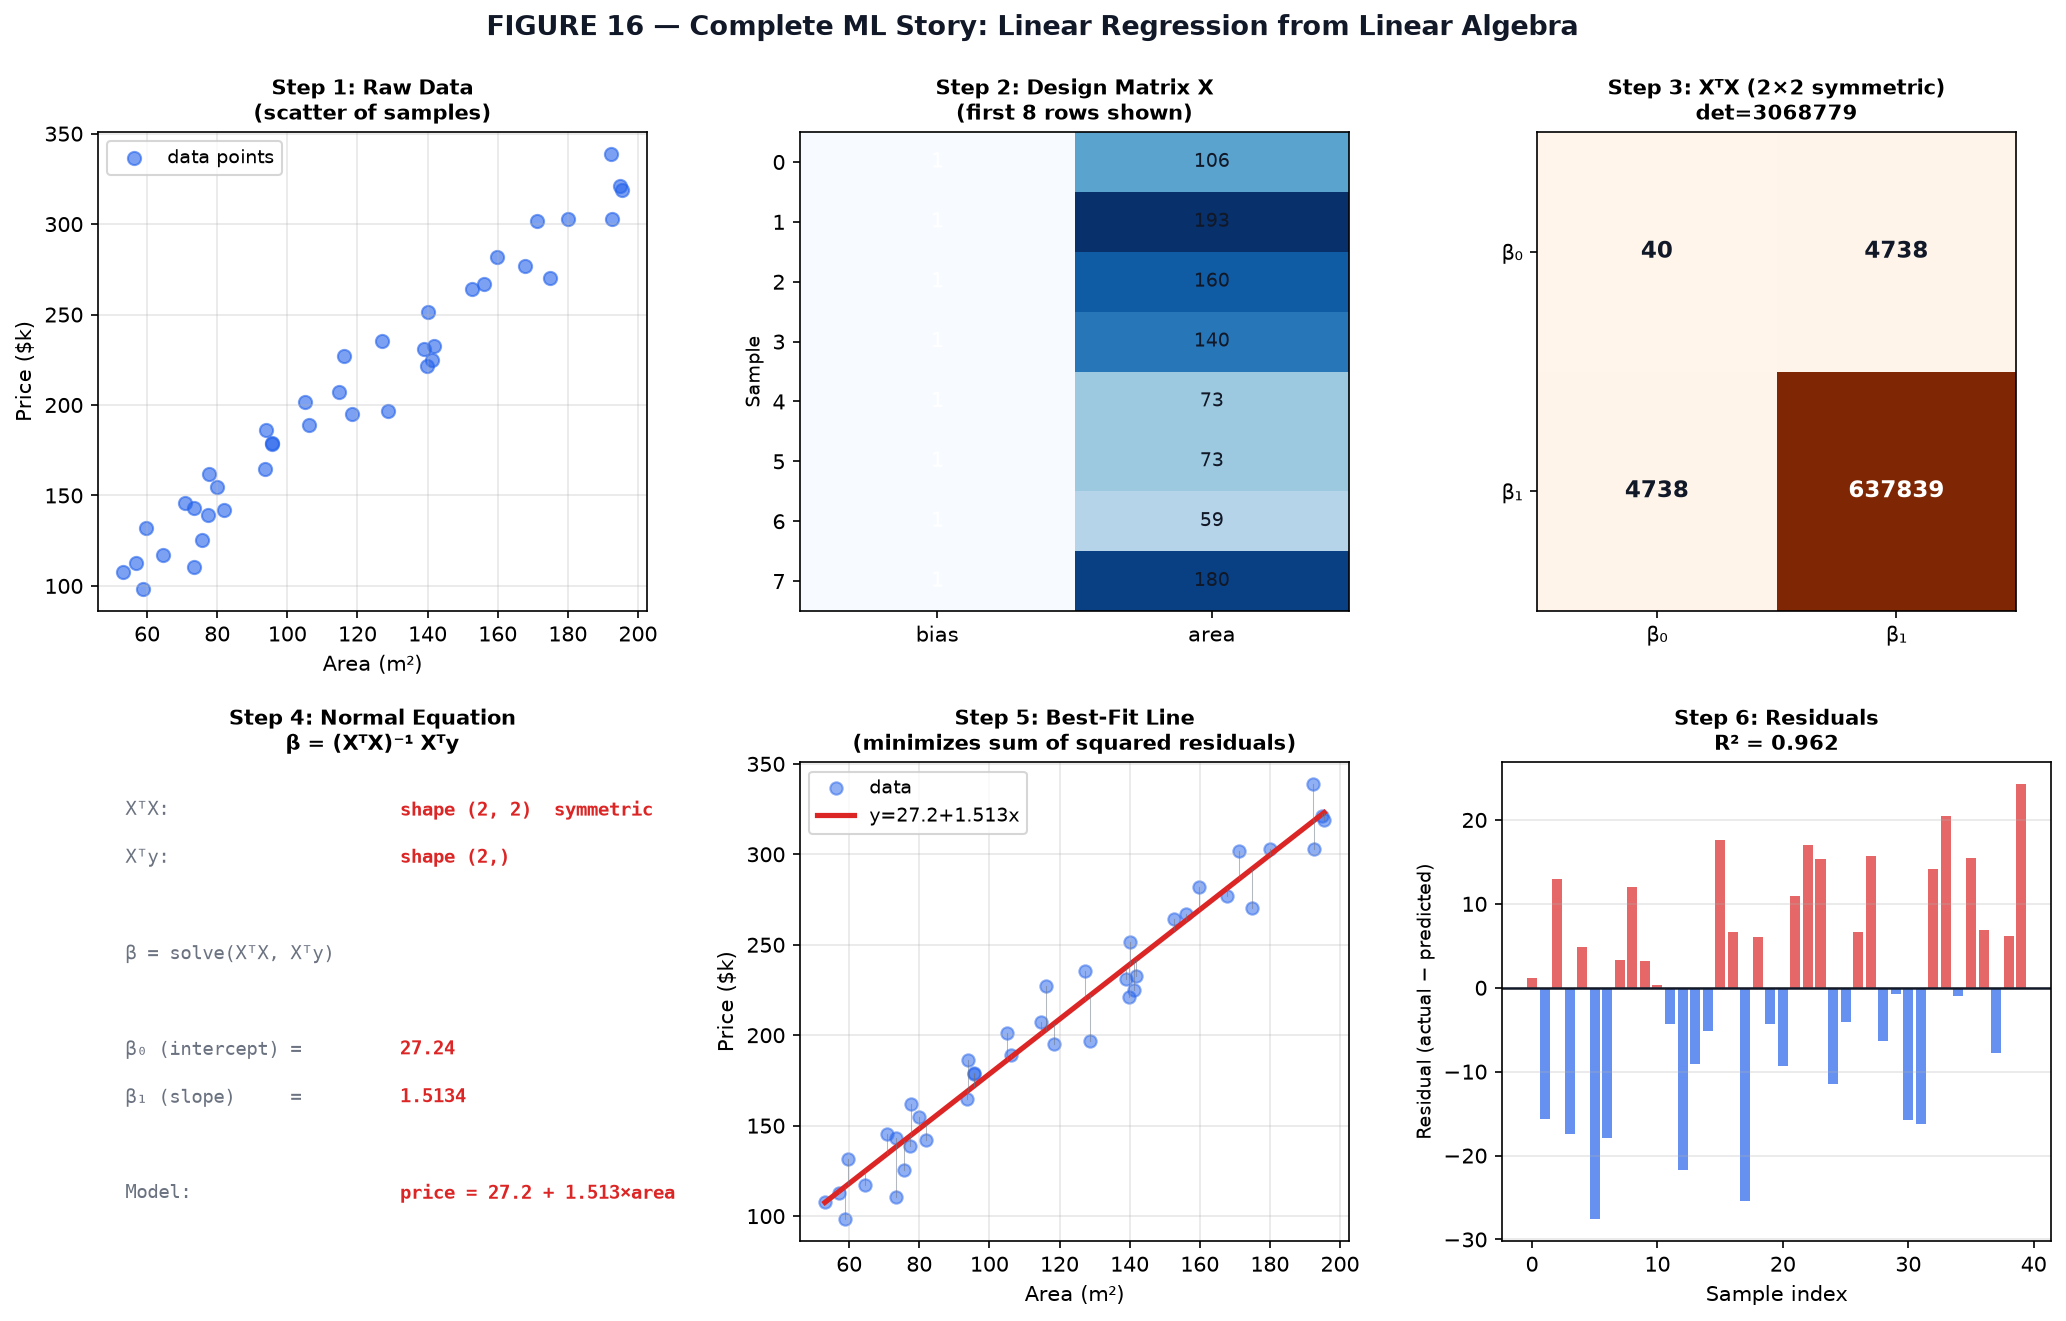 FIGURE 16 — Complete ML Story: Linear Regression from Linear Algebra
Step 1: Raw Data
(scatter of samples)
data points
350
300
250
200
150
100
Price ($k)
60 80 100 120 140 160 180 200
Area (m²)
Step 2: Design Matrix X
(first 8 rows shown)
Sample
0 1 106
1 1 193
2 1 160
3 1 140
4 1 73
5 1 73
6 1 59
7 1 180
bias area
Step 3: XᵀX (2×2 symmetric)
det=3068779
β₀ 40 4738
β₁ 4738 637839
β₀ β₁
Step 4: Normal Equation
β = (XᵀX)⁻¹ Xᵀy
XᵀX: shape (2, 2)  symmetric
Xᵀy: shape (2,)
β = solve(XᵀX, Xᵀy)
β₀ (intercept) = 27.24
β₁ (slope) = 1.5134
Model: price = 27.2 + 1.513×area
Step 5: Best-Fit Line
(minimizes sum of squared residuals)
data
y=27.2+1.513x
350
300
250
200
150
100
Price ($k)
60 80 100 120 140 160 180 200
Area (m²)
Step 6: Residuals
R² = 0.962
20
10
0
−10
−20
−30
Residual (actual − predicted)
0 10 20 30 40
Sample index